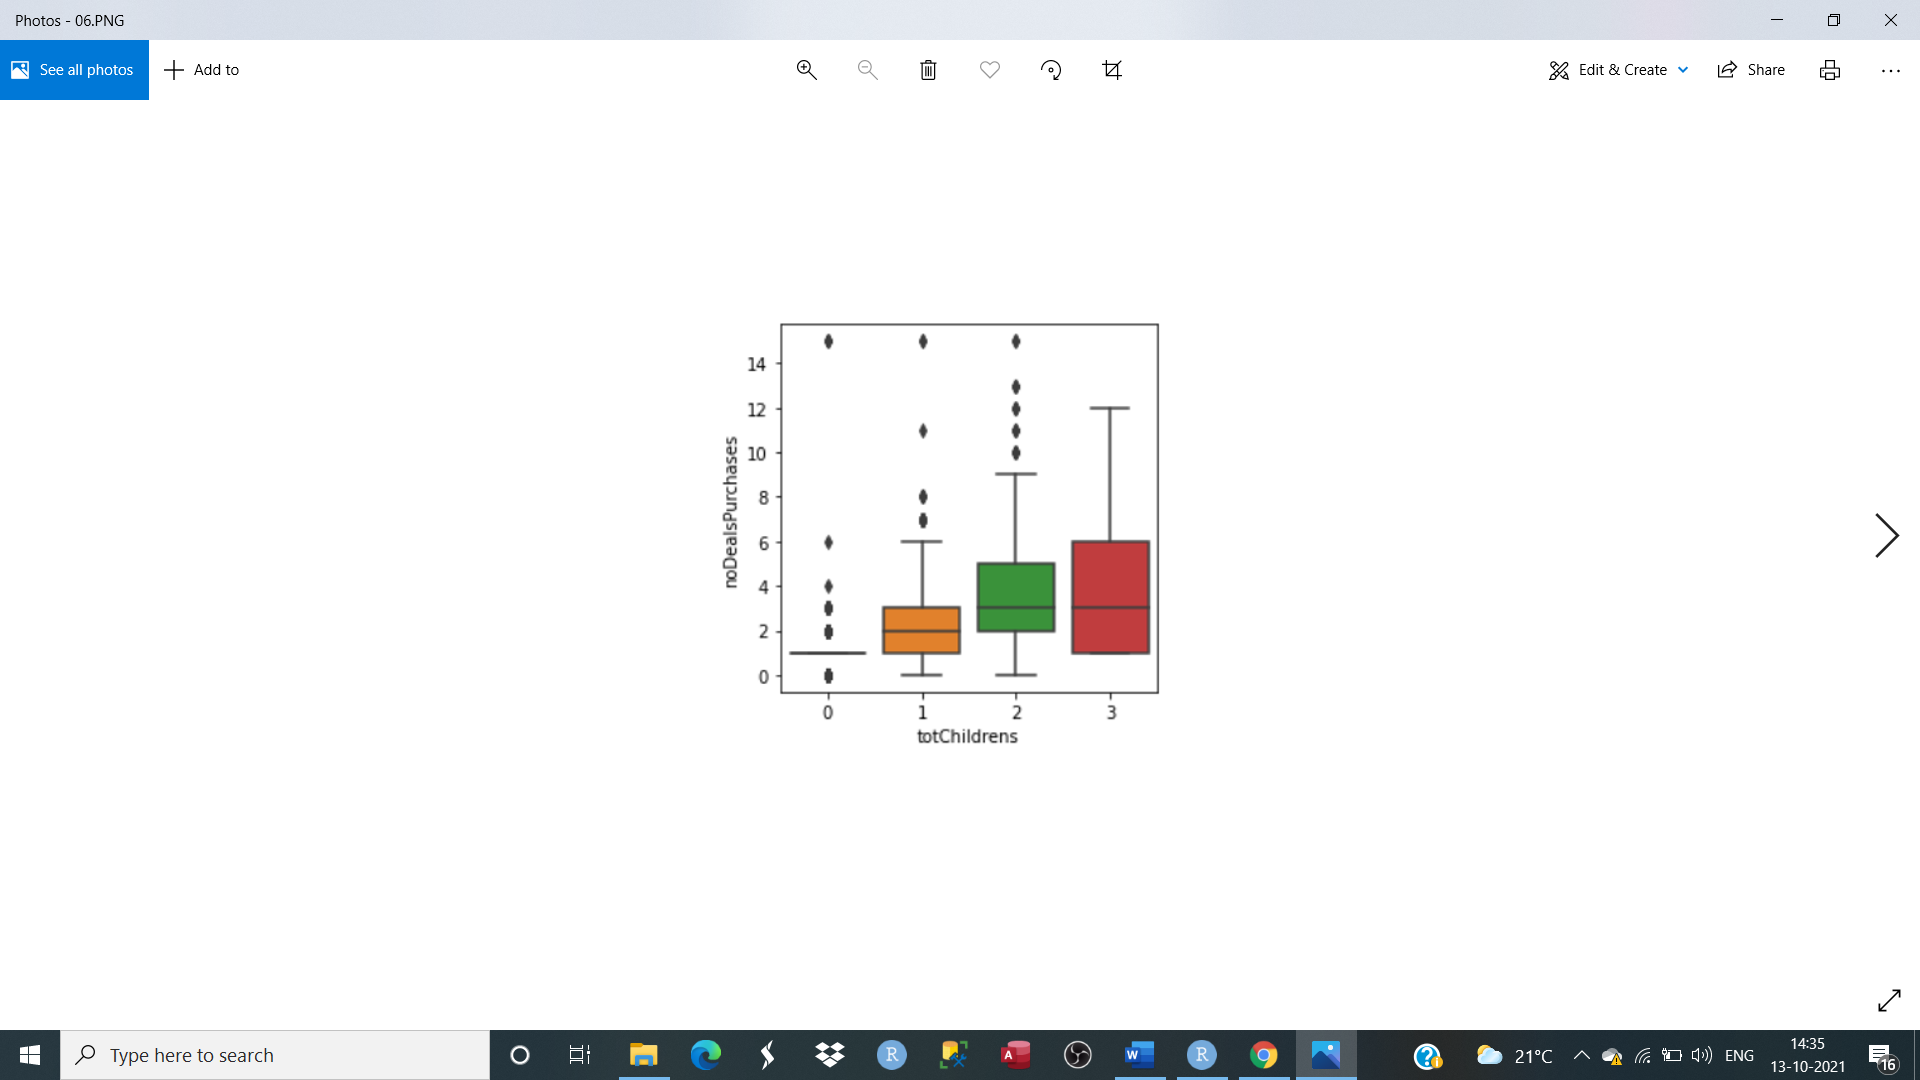 Photos - 06.PNG
See all photos
Add to
Edit & Create
Share
14
12
10
8
6
4
2
0
noDealsPurchases
0 1 2 3
totChildrens
Type here to search
R
A
W
R
21°C
ENG
14:35
13-10-2021
16